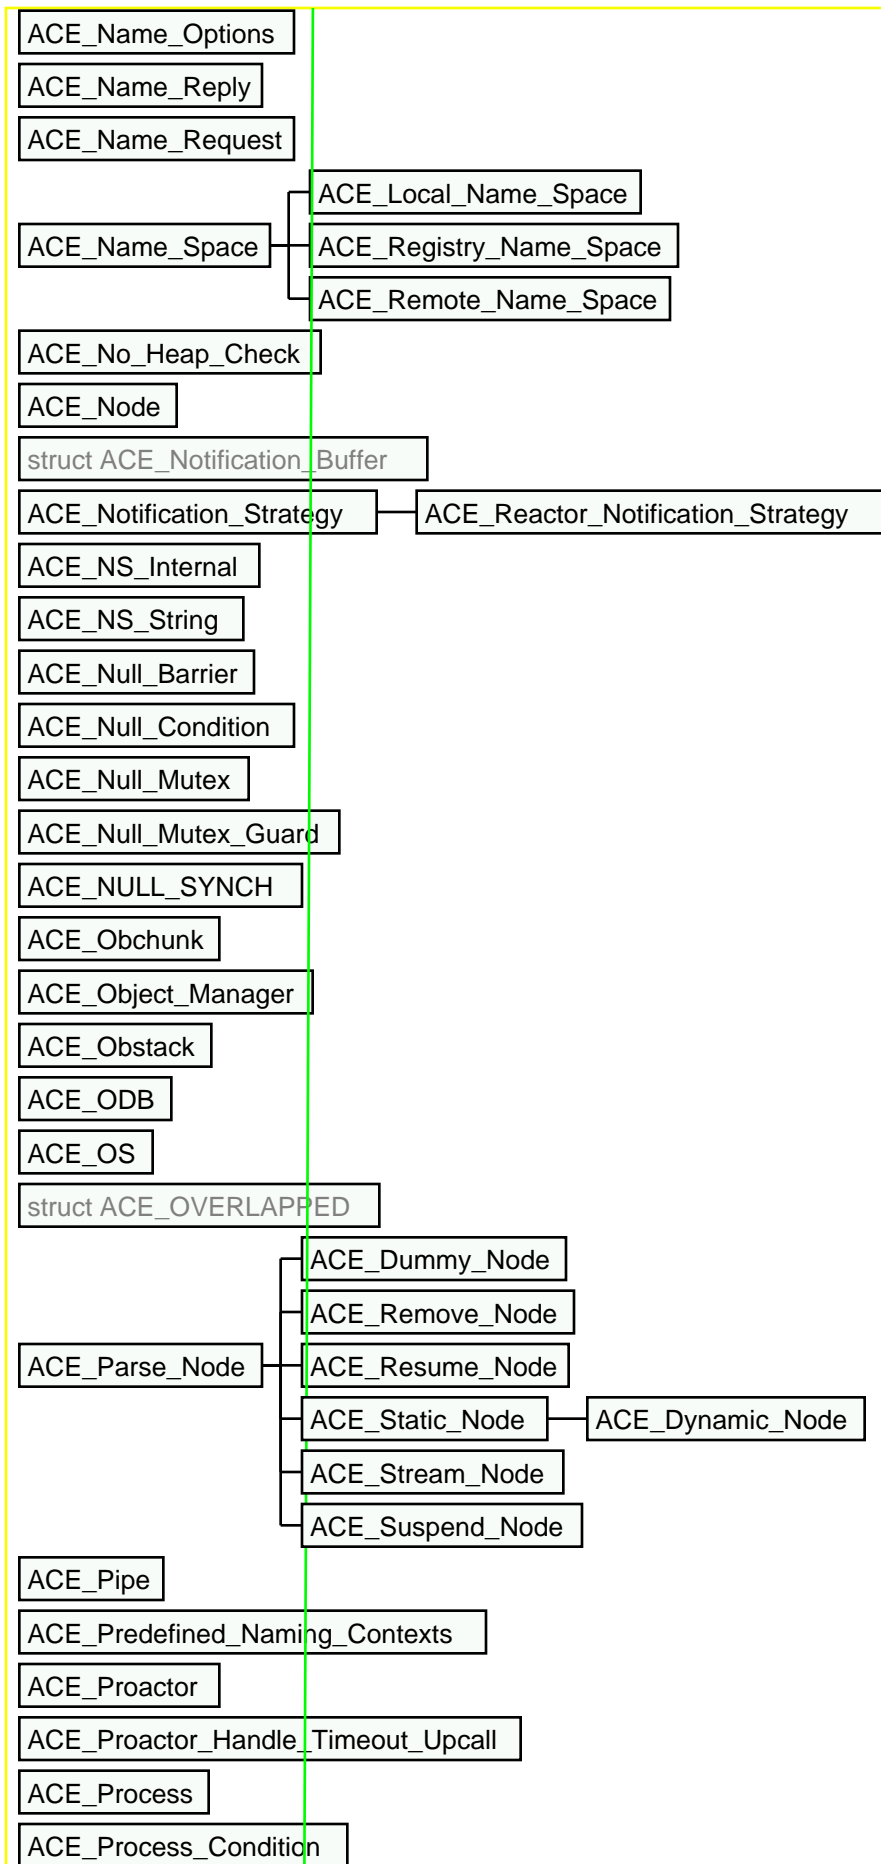 ACE_Name_Options
ACE_Name_Reply
ACE_Name_Request
ACE_Local_Name_Space
ACE_Name_Space ACE_Registry_Name_Space
ACE_Remote_Name_Space
ACE_No_Heap_Check
ACE_Node
struct ACE_Notification_Buffer
ACE_Notification_Strategy ACE_Reactor_Notification_Strategy
ACE_NS_Internal
ACE_NS_String
ACE_Null_Barrier
ACE_Null_Condition
ACE_Null_Mutex
ACE_Null_Mutex_Guard
ACE_NULL_SYNCH
ACE_Obchunk
ACE_Object_Manager
ACE_Obstack
ACE_ODB
ACE_OS
struct ACE_OVERLAPPED
ACE_Dummy_Node
ACE_Remove_Node
ACE_Parse_Node ACE_Resume_Node
ACE_Static_Node ACE_Dynamic_Node
ACE_Stream_Node
ACE_Suspend_Node
ACE_Pipe
ACE_Predefined_Naming_Contexts
ACE_Proactor
ACE_Proactor_Handle_Timeout_Upcall
ACE_Process
ACE_Process_Condition